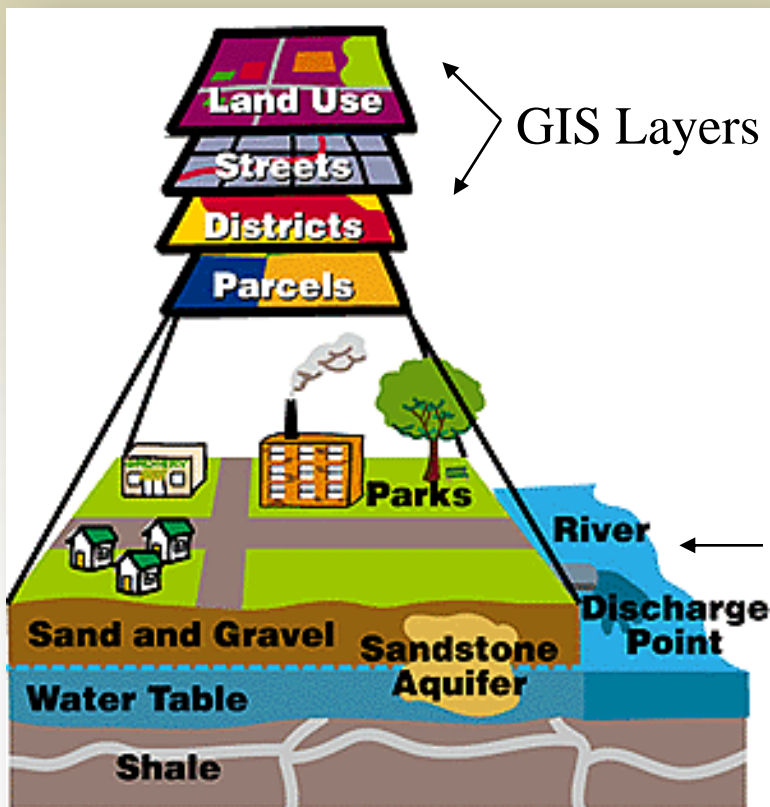 Land Use
GIS Layers
Streets
Districts
Parcels
Parks
River
Discharge
Point
Sand and Gravel
Sandstone
Aquifer
Water Table
Shale